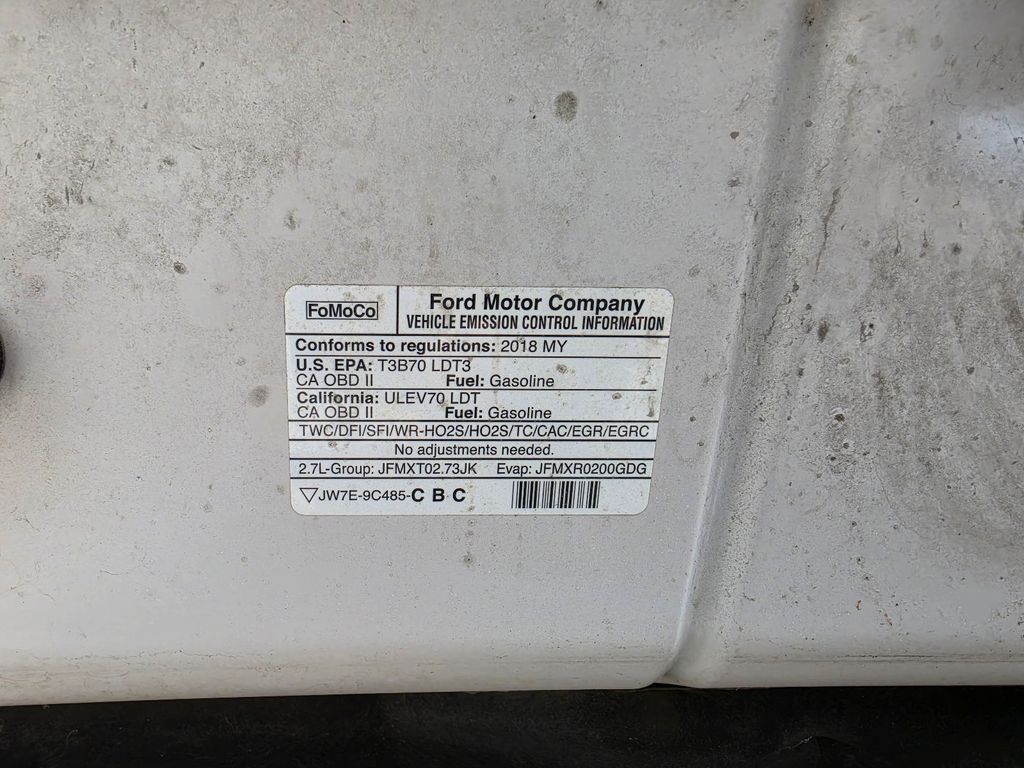 FoMoCo
Ford Motor Company
VEHICLE EMISSION CONTROL INFORMATION
Conforms to regulations: 2018 MY
U.S. EPA: T3B70 LDT3
CA OBD II Fuel: Gasoline
California: ULEV70 LDT
CA OBD II Fuel: Gasoline
TWC/DFI/SFI/WR-HO2S/HO2S/TC/CAC/EGR/EGRC
No adjustments needed.
2.7L-Group: JFMXT02.73JK Evap: JFMXR0200GDG
JW7E-9C485-C B C